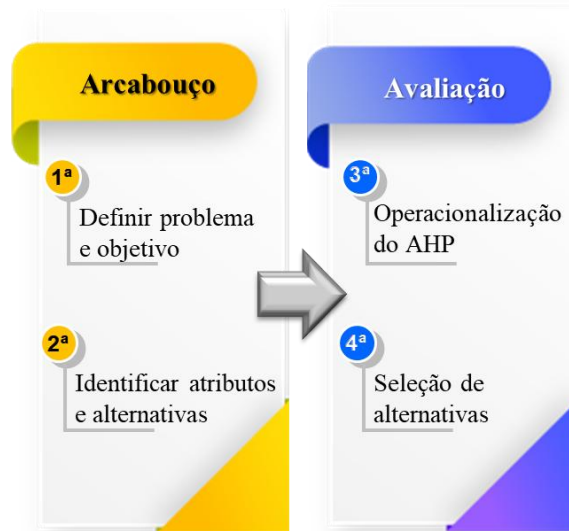 Arcabouço
1ª
Definir problema
e objetivo
2ª
Identificar atributos
e alternativas
Avaliação
3ª
Operacionalização
do AHP
4ª
Seleção de
alternativas